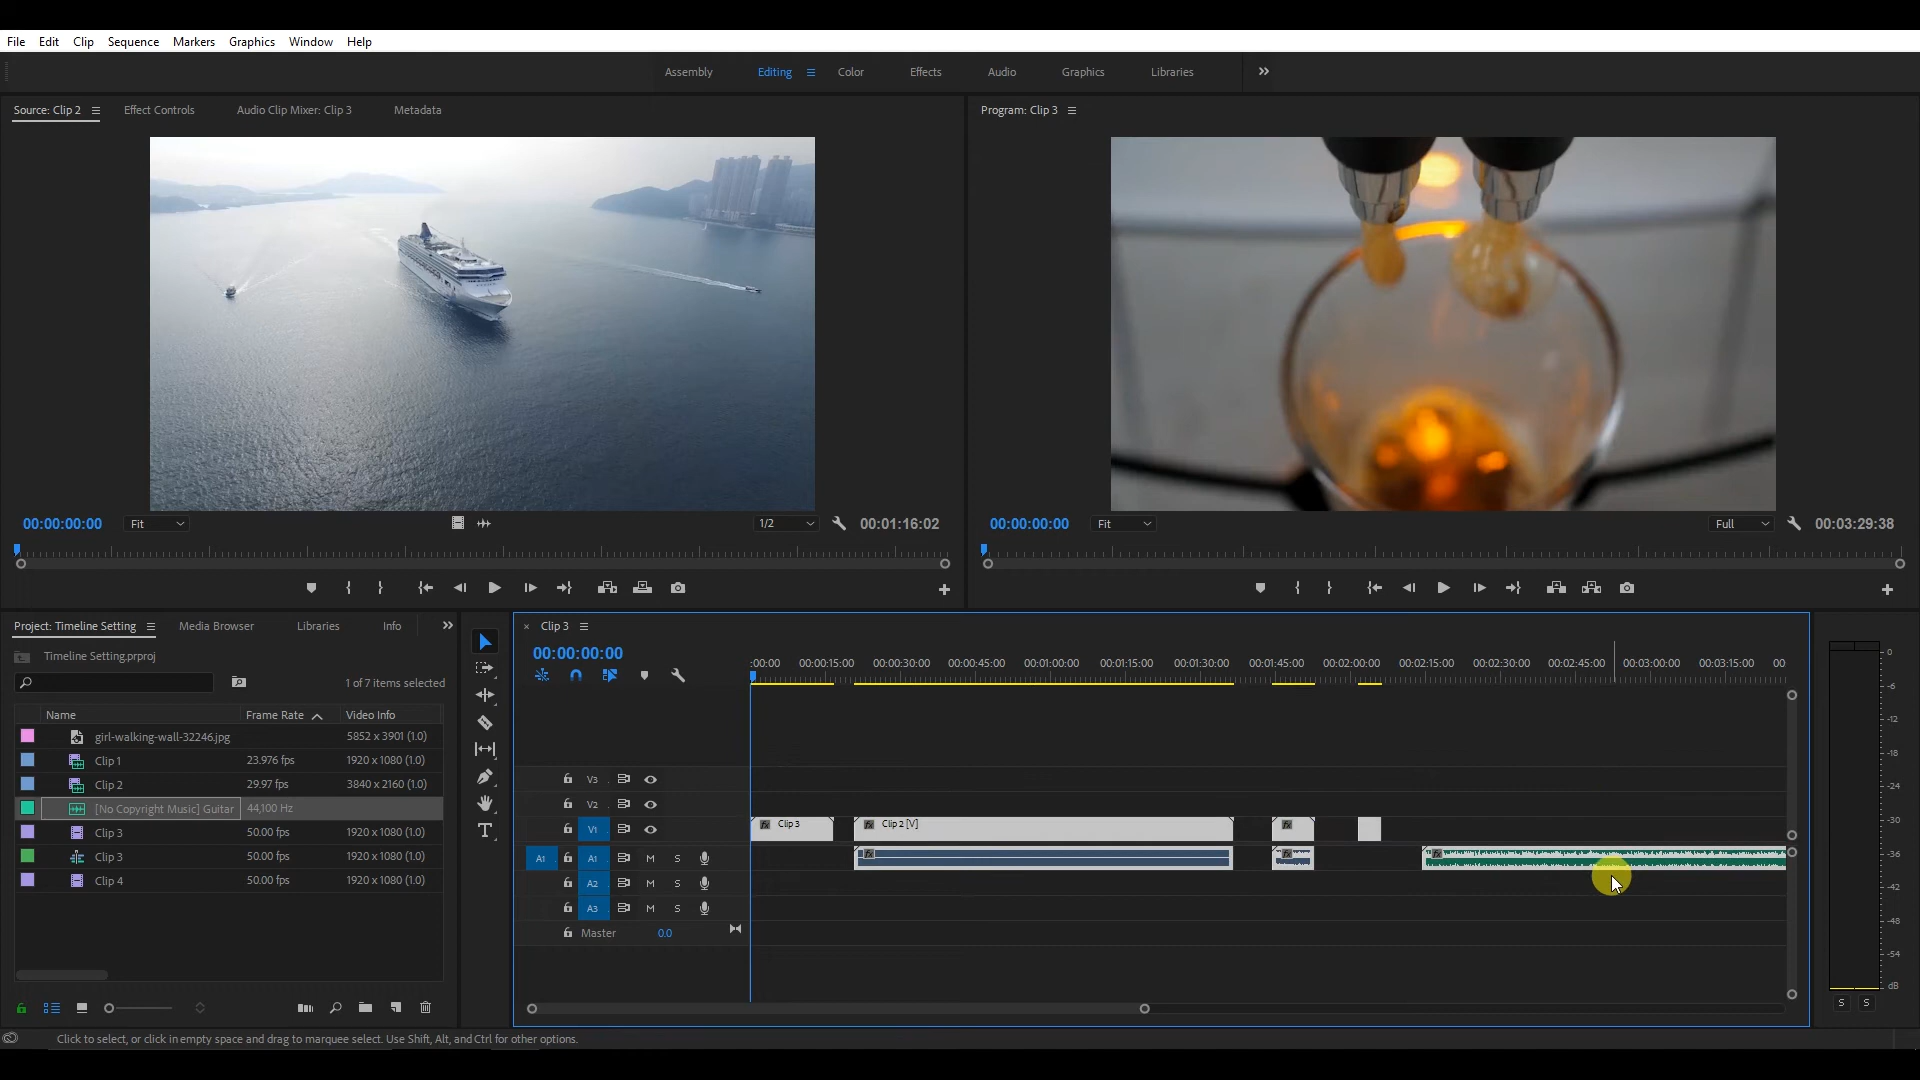 File Edit Clip Sequence Markers Graphics Window Help
Assembly Editing Color Effects Audio Graphics Libraries
Source: Clip 2 Effect Controls Audio Clip Mixer: Clip 3 Metadata
Program: Clip 3
00:00:00:00 Fit 1/2 00:01:16:02
00:00:00:00 Fit Full 00:03:29:38
Project: Timeline Setting Media Browser Libraries Info
Timeline Setting.prproj
1 of 7 items selected
Name Frame Rate Video Info
girl-walking-wall-32246.jpg 5852 x 3901 (1.0)
Clip 1 23.976 fps 1920 x 1080 (1.0)
Clip 2 29.97 fps 3840 x 2160 (1.0)
[No Copyright Music] Guitar 44,100 Hz
Clip 3 50.00 fps 1920 x 1080 (1.0)
Clip 3 50.00 fps 1920 x 1080 (1.0)
Clip 4 50.00 fps 1920 x 1080 (1.0)
Clip 3
00:00:00:00
:00:00 00:00:15:00 00:00:30:00 00:00:45:00 00:01:00:00 00:01:15:00 00:01:30:00 00:01:45:00 00:02:00:00 00:02:15:00 00:02:30:00 00:02:45:00 00:03:00:00 00:03:15:00 00
V3
V2
V1 fx Clip 3 fx Clip 2 [V] fx
A1 A1 M S fx fx fx
A2 M S
A3 M S
Master 0.0
0
-6
-12
-18
-24
-30
-36
-42
-48
-54
dB
S S
Click to select, or click in empty space and drag to marquee select. Use Shift, Alt, and Ctrl for other options.